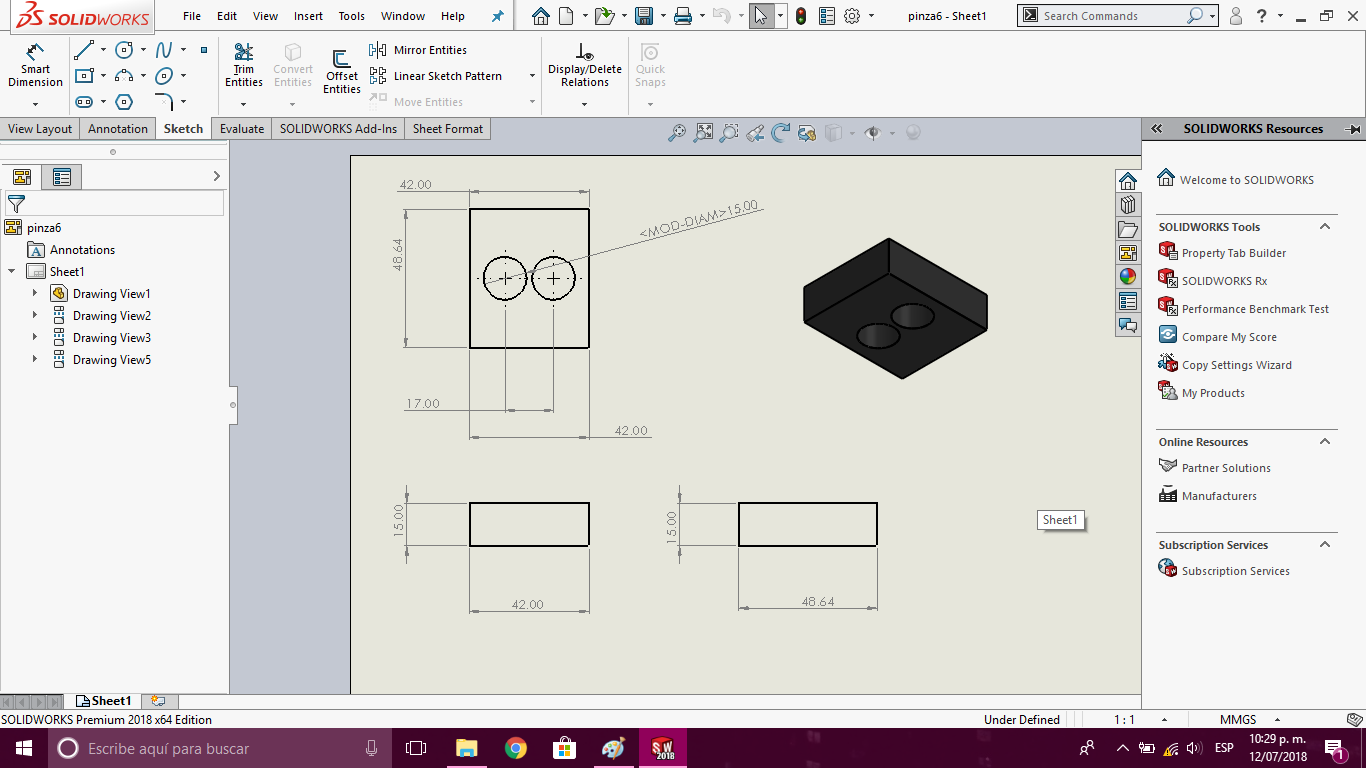 SOLIDWORKS
File Edit View Insert Tools Window Help
pinza6 - Sheet1
Search Commands
Smart Dimension
Trim Entities
Convert Entities
Offset Entities
Mirror Entities
Linear Sketch Pattern
Move Entities
Display/Delete Relations
Quick Snaps
View Layout Annotation Sketch Evaluate SOLIDWORKS Add-Ins Sheet Format
pinza6
Annotations
Sheet1
Drawing View1
Drawing View2
Drawing View3
Drawing View5
42.00
48.64
<MOD-DIAM>15.00
17.00
42.00
15.00
42.00
15.00
48.64
Sheet1
SOLIDWORKS Resources
Welcome to SOLIDWORKS
SOLIDWORKS Tools
Property Tab Builder
SOLIDWORKS Rx
Performance Benchmark Test
Compare My Score
Copy Settings Wizard
My Products
Online Resources
Partner Solutions
Manufacturers
Subscription Services
Subscription Services
Sheet1
SOLIDWORKS Premium 2018 x64 Edition
Under Defined 1 : 1 MMGS
Escribe aquí para buscar
SW 2018
ESP
10:29 p. m.
12/07/2018
1